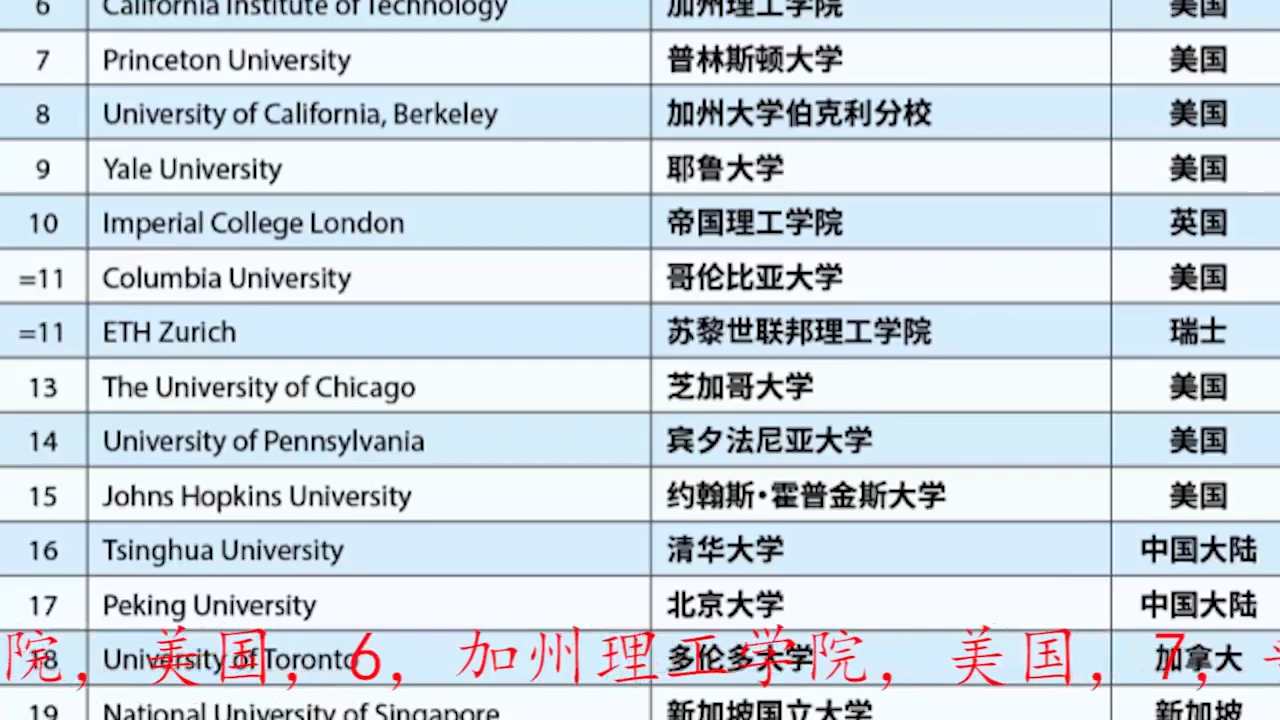 6 California Institute of Technology 加州理工学院 美国
7 Princeton University 普林斯顿大学 美国
8 University of California, Berkeley 加州大学伯克利分校 美国
9 Yale University 耶鲁大学 美国
10 Imperial College London 帝国理工学院 英国
=11 Columbia University 哥伦比亚大学 美国
=11 ETH Zurich 苏黎世联邦理工学院 瑞士
13 The University of Chicago 芝加哥大学 美国
14 University of Pennsylvania 宾夕法尼亚大学 美国
15 Johns Hopkins University 约翰斯·霍普金斯大学 美国
16 Tsinghua University 清华大学 中国大陆
17 Peking University 北京大学 中国大陆
18 University of Toronto 多伦多大学 加拿大
院，美国，6，加州理工学院，美国，7，
19 National University of Singapore 新加坡国立大学 新加坡